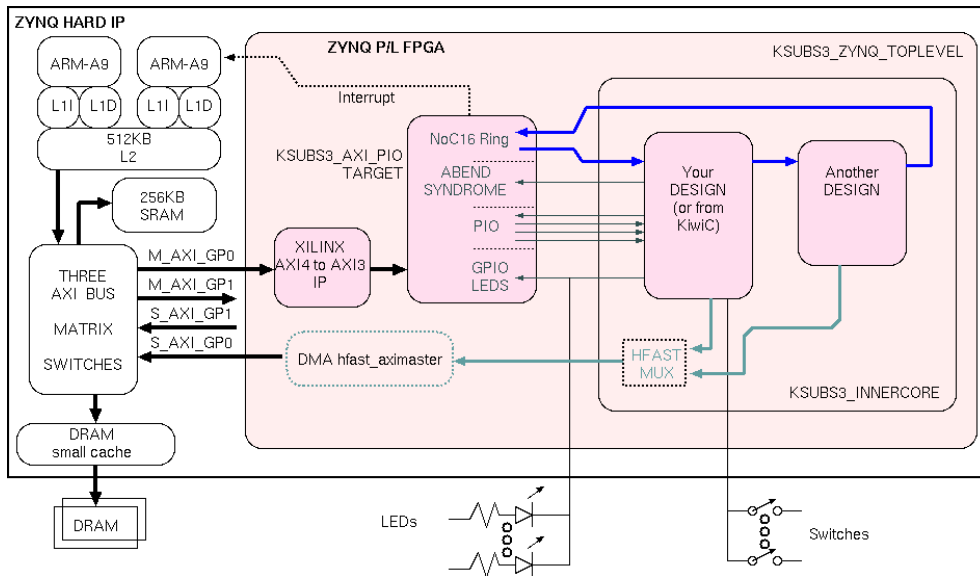 ZYNQ HARD IP
ARM-A9
ARM-A9
L1I
L1D
L1I
L1D
512KB
L2
256KB
SRAM
THREE
AXI BUS
MATRIX
SWITCHES
M_AXI_GP0
M_AXI_GP1
S_AXI_GP1
S_AXI_GP0
DRAM
small cache
DRAM
ZYNQ P/L FPGA
KSUBS3_ZYNQ_TOPLEVEL
Interrupt
KSUBS3_AXI_PIO
TARGET
NoC16 Ring
ABEND
SYNDROME
PIO
GPIO
LEDS
XILINX
AXI4 to AXI3
IP
DMA hfast_aximaster
Your
DESIGN
(or from
KiwiC)
Another
DESIGN
HFAST
MUX
KSUBS3_INNERCORE
LEDs
Switches